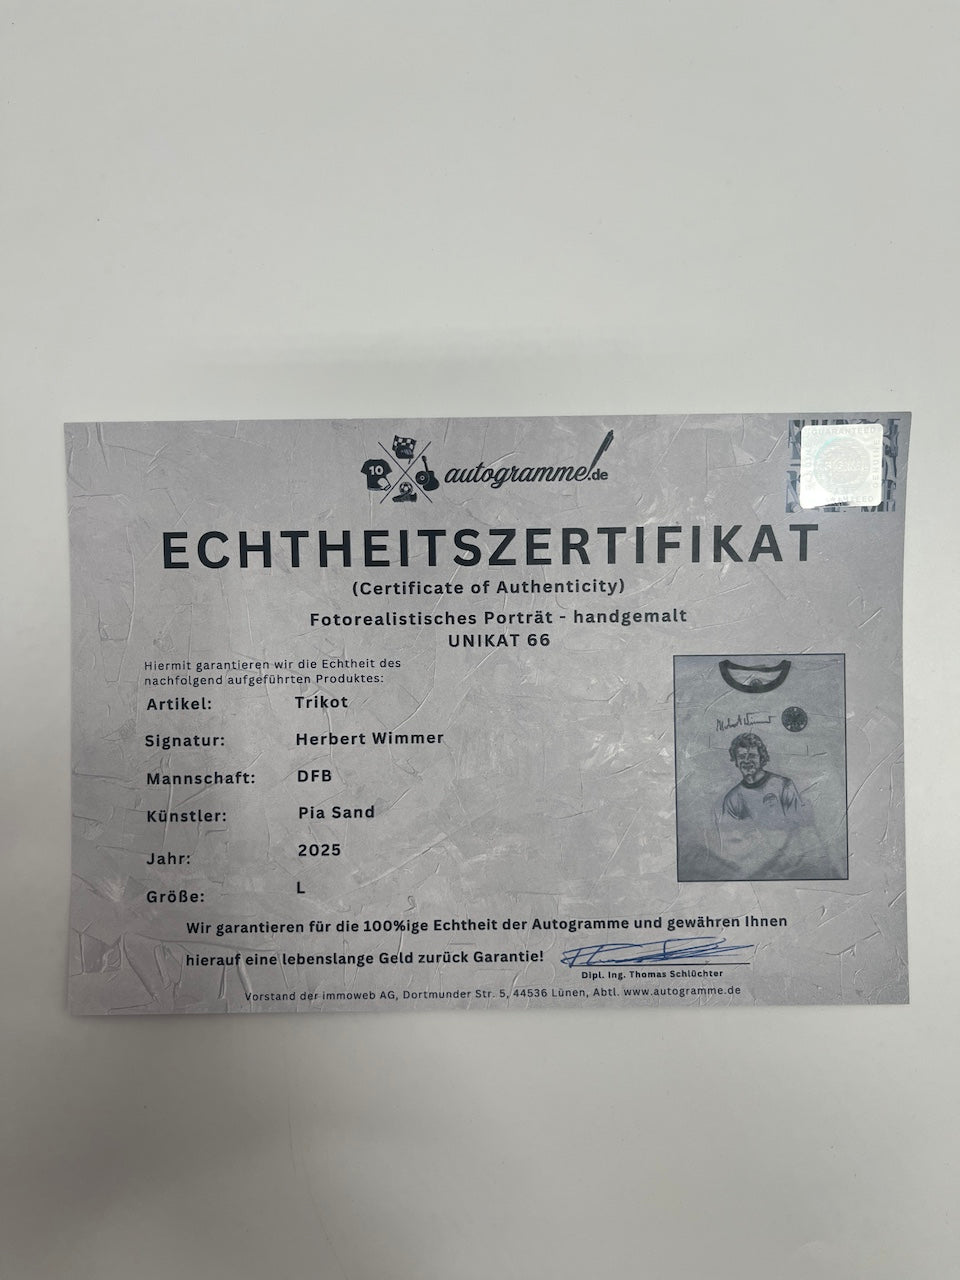 10
autogramme.de
GUARANTEED
GENUINE
ECHTHEITSZERTIFIKAT
(Certificate of Authenticity)
Fotorealistisches Porträt - handgemalt
UNIKAT 66
Hiermit garantieren wir die Echtheit des
nachfolgend aufgeführten Produktes:
Artikel: Trikot
Signatur: Herbert Wimmer
Mannschaft: DFB
Künstler: Pia Sand
Jahr: 2025
Größe: L
Wir garantieren für die 100%ige Echtheit der Autogramme und gewähren Ihnen
hierauf eine lebenslange Geld zurück Garantie!
Dipl. Ing. Thomas Schlüchter
Vorstand der immoweb AG, Dortmunder Str. 5, 44536 Lünen, Abtl. www.autogramme.de